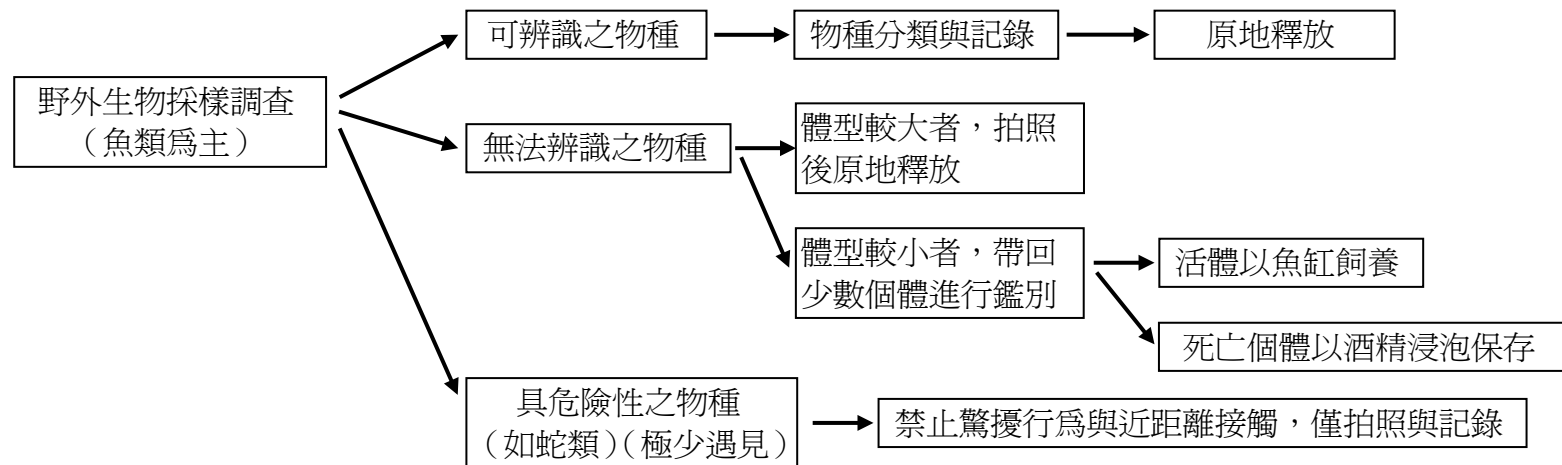 野外生物採樣調查
（魚類為主）
可辨識之物種
物種分類與記錄
原地釋放
無法辨識之物種
體型較大者，拍照
後原地釋放
體型較小者，帶回
少數個體進行鑑別
活體以魚缸飼養
死亡個體以酒精浸泡保存
具危險性之物種
（如蛇類）（極少遇見）
禁止驚擾行為與近距離接觸，僅拍照與記錄